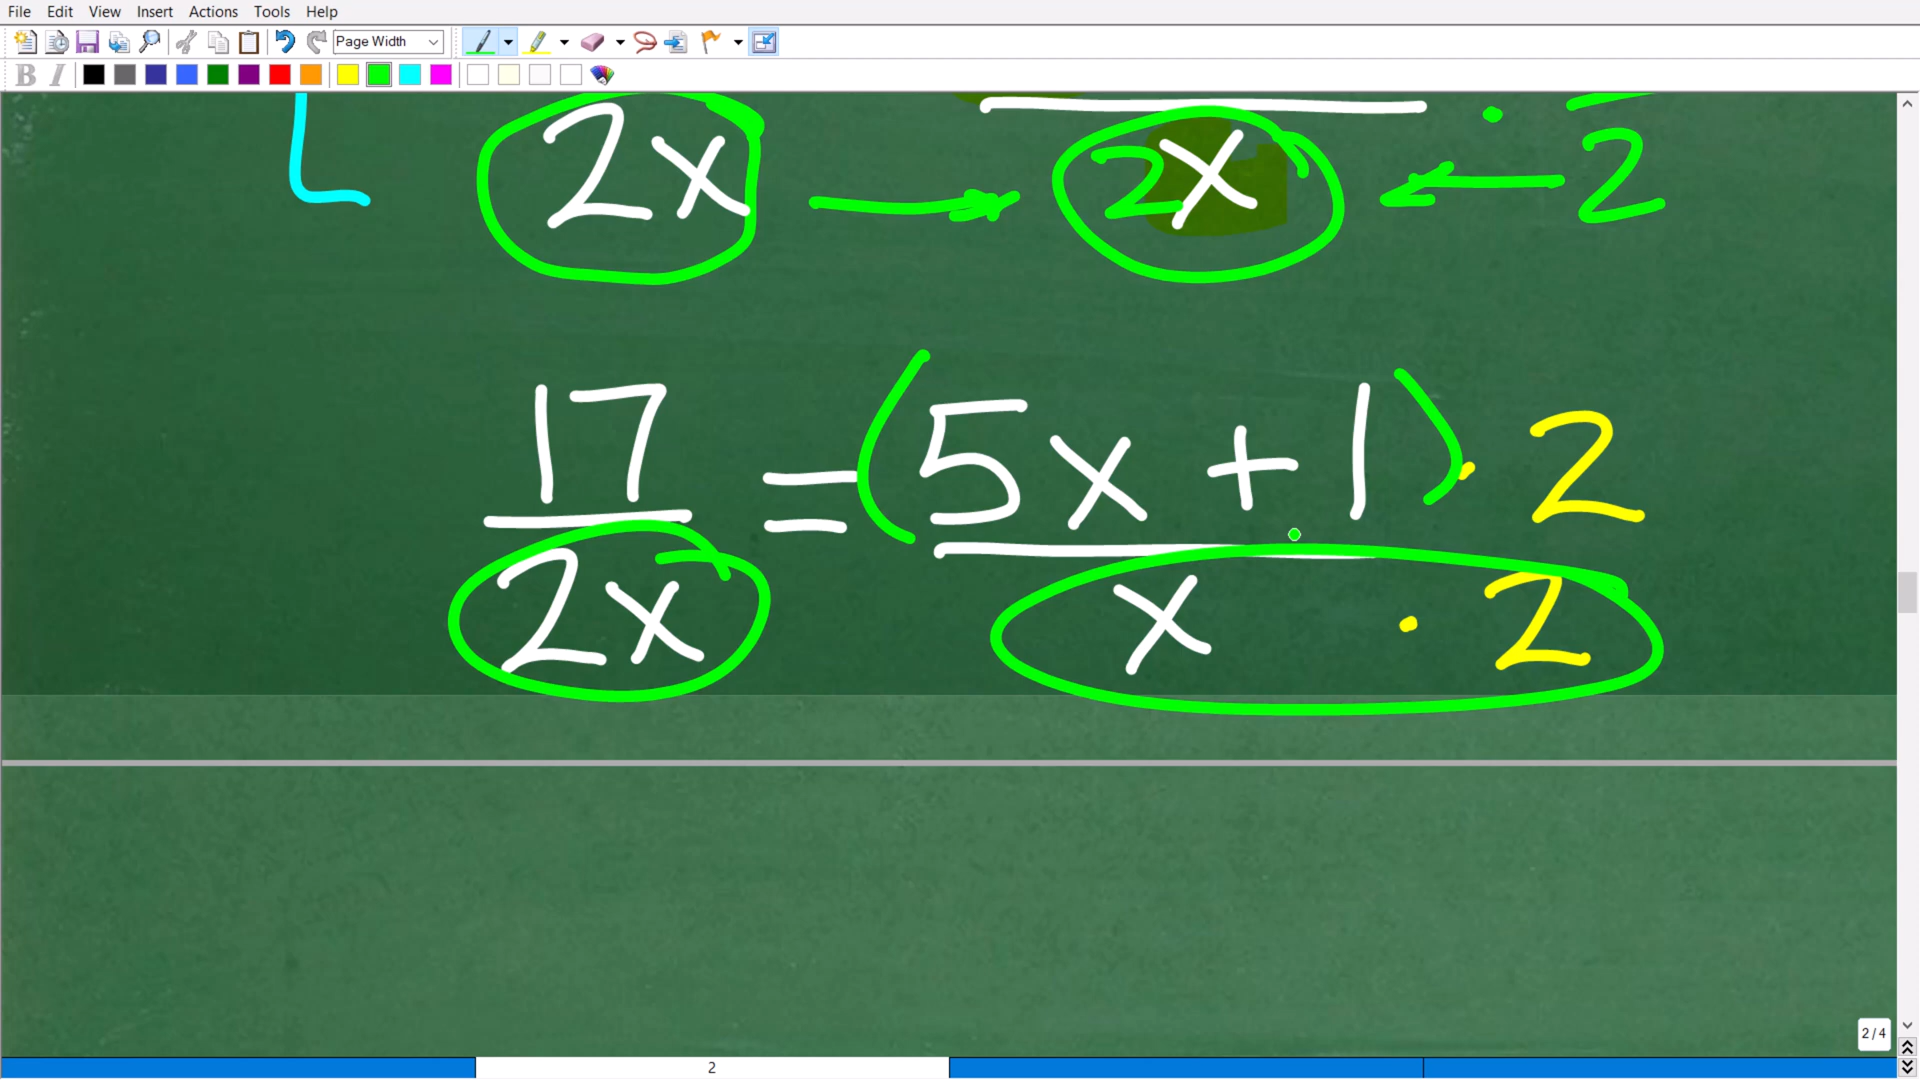 File Edit View Insert Actions Tools Help
Page Width
B I
2x → 2x ← · 2
17 = (5x + 1) · 2
2x x · 2
2 / 4
2